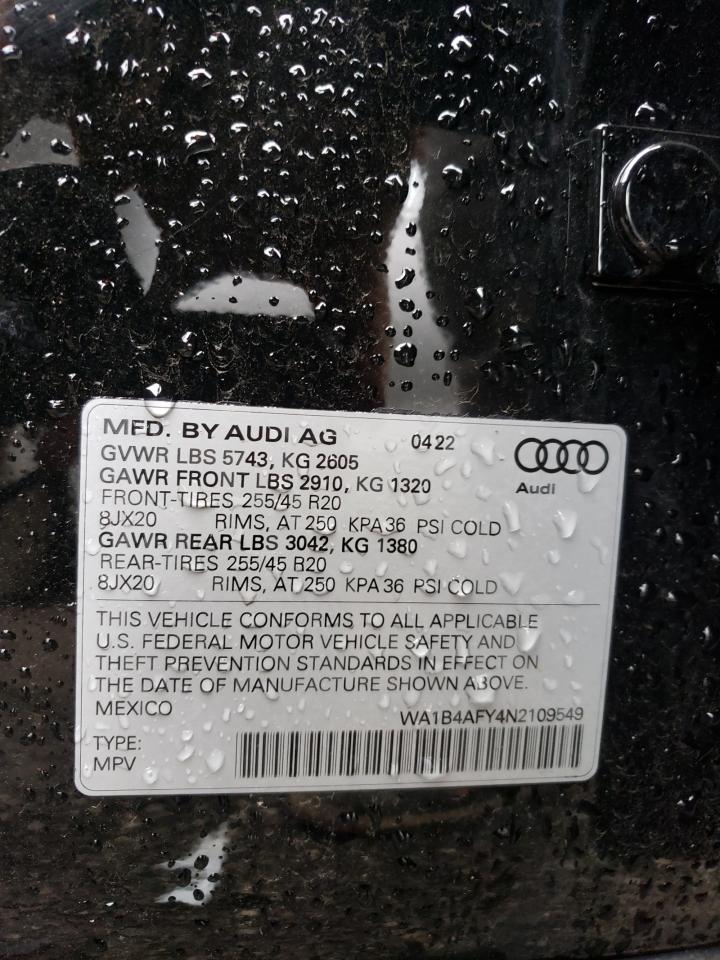 MFD. BY AUDI AG 0422
GVWR LBS 5743, KG 2605
GAWR FRONT LBS 2910, KG 1320
FRONT-TIRES 255/45 R20
8JX20 RIMS, AT 250 KPA 36 PSI COLD
GAWR REAR LBS 3042, KG 1380
REAR-TIRES 255/45 R20
8JX20 RIMS, AT 250 KPA 36 PSI COLD
Audi
THIS VEHICLE CONFORMS TO ALL APPLICABLE
U.S. FEDERAL MOTOR VEHICLE SAFETY AND
THEFT PREVENTION STANDARDS IN EFFECT ON
THE DATE OF MANUFACTURE SHOWN ABOVE.
MEXICO WA1B4AFY4N2109549
TYPE:
MPV